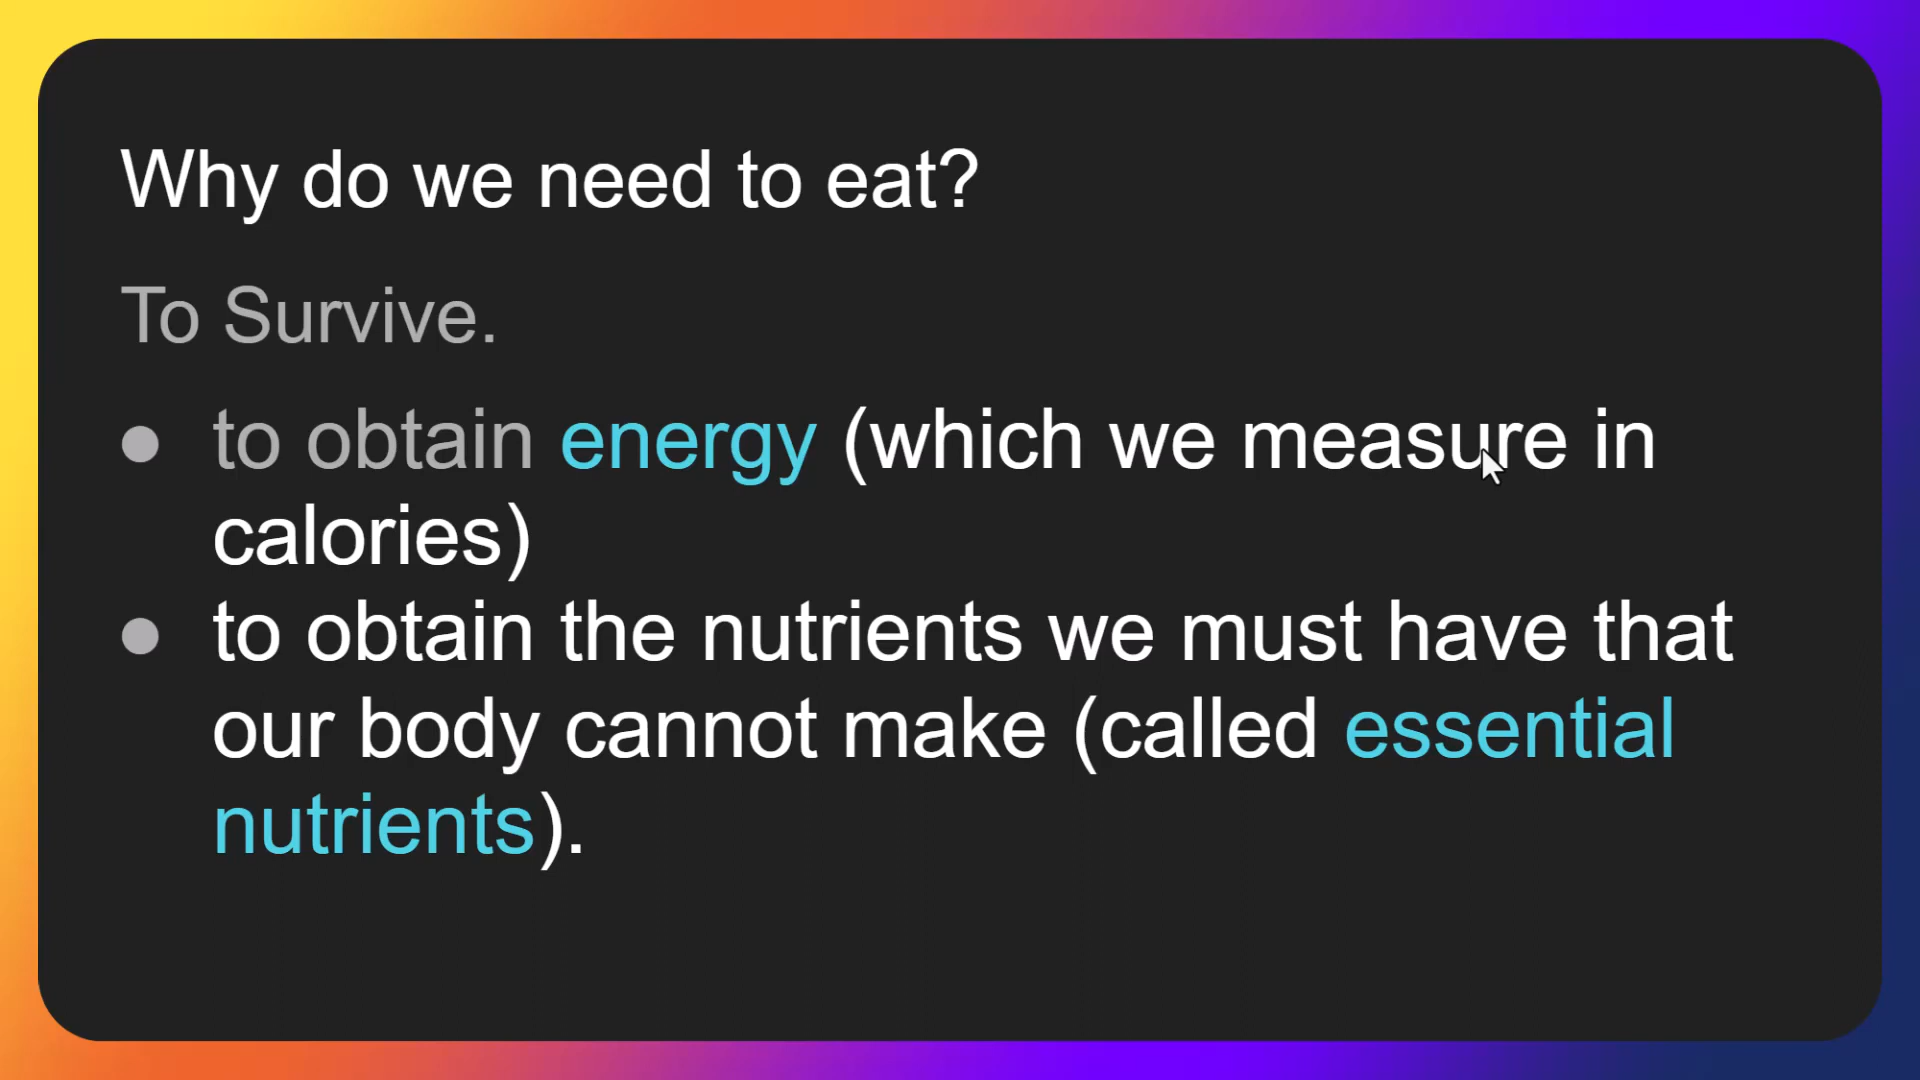 Why do we need to eat?
To Survive.
● to obtain energy (which we measure in
calories)
● to obtain the nutrients we must have that
our body cannot make (called essential
nutrients).